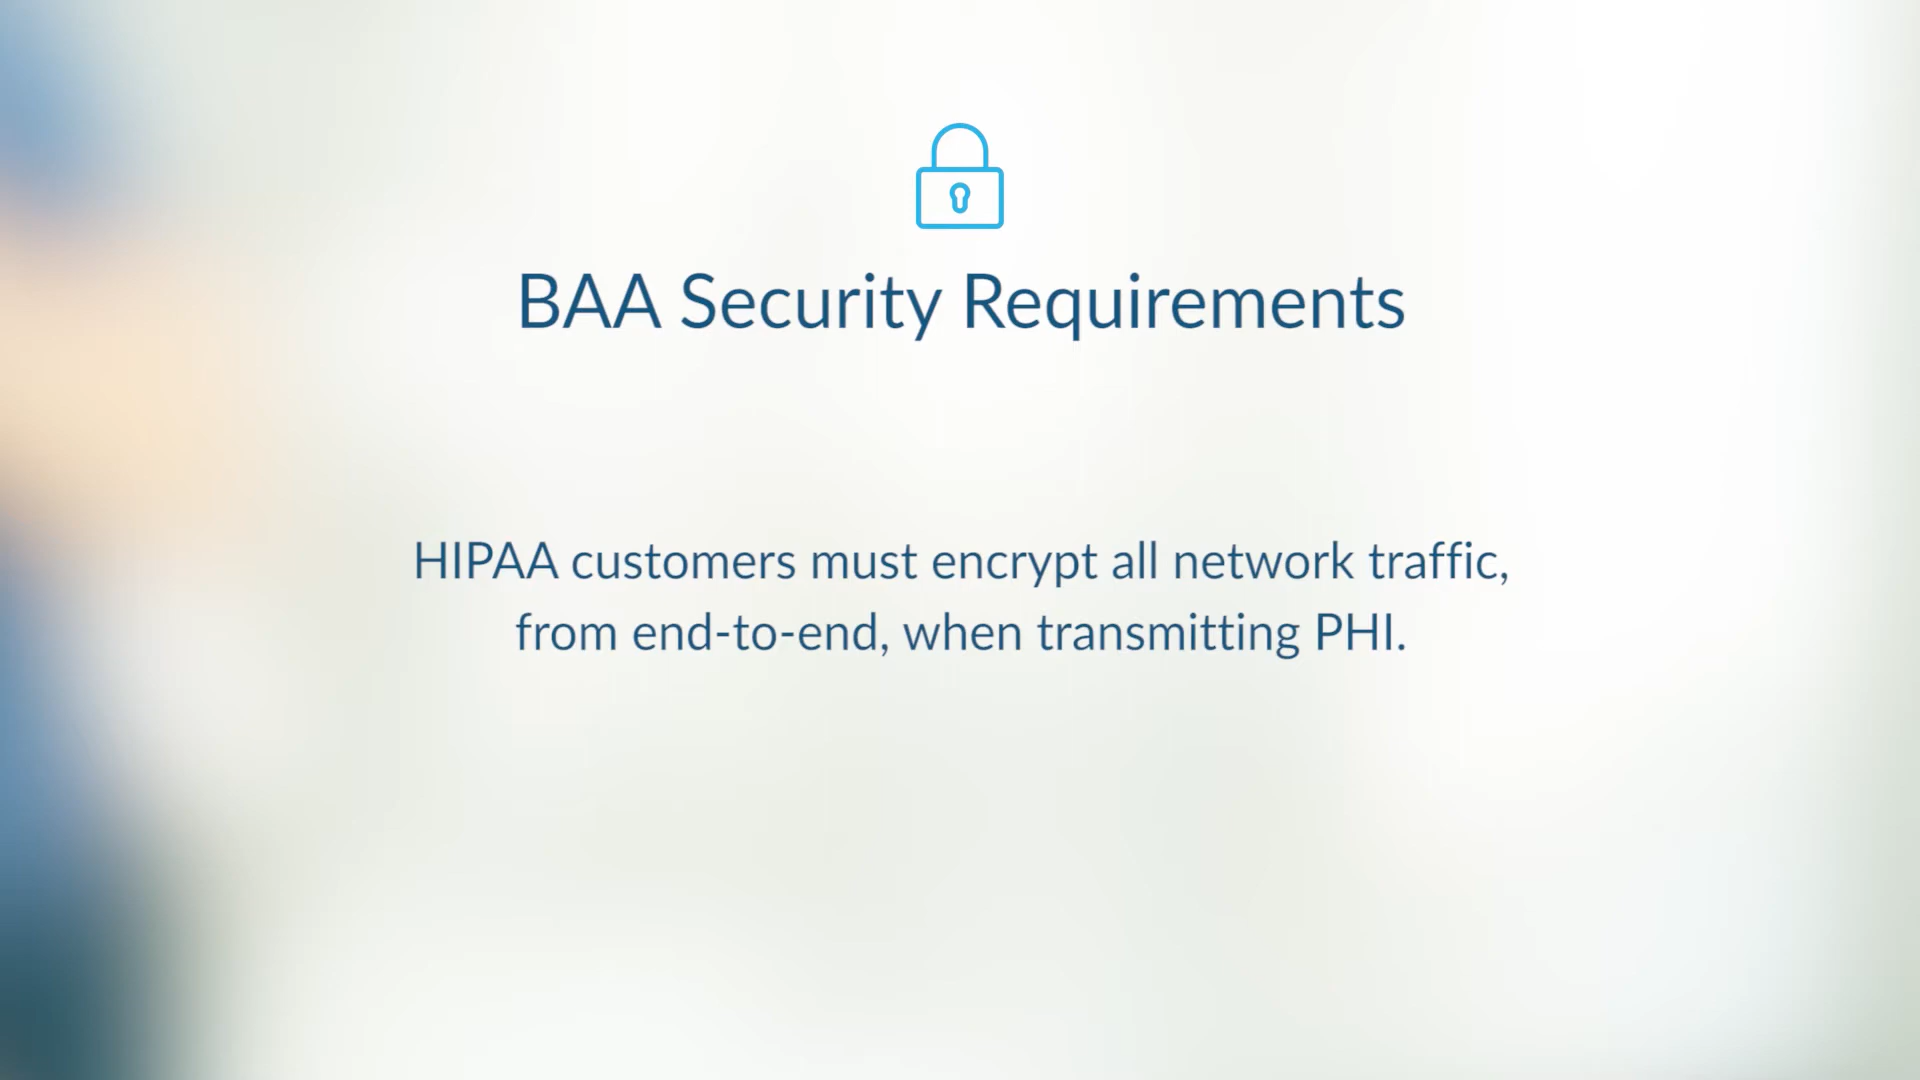 BAA Security Requirements
HIPAA customers must encrypt all network traffic,
from end-to-end, when transmitting PHI.